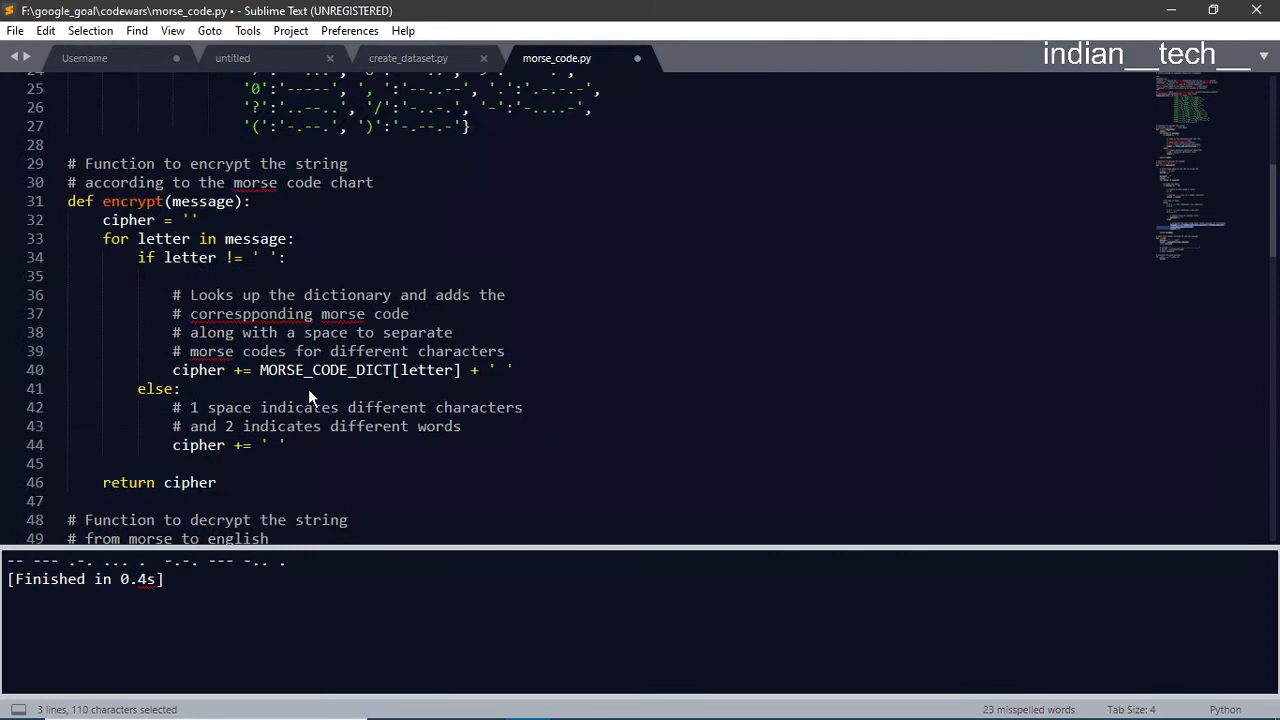 F:\google_goal\codewars\morse_code.py • - Sublime Text (UNREGISTERED)
File Edit Selection Find View Goto Tools Project Preferences Help
Username untitled create_dataset.py morse_code.py indian__tech__
24
25 '0':'-----', ', ':'--..--', '.':'.-.-.-',
26 '?':'..--..', '/':'-..-.', '-':'-....-',
27 '(':'-.--.', ')':'-.--.-'}
28
29 # Function to encrypt the string
30 # according to the morse code chart
31 def encrypt(message):
32 cipher = ''
33 for letter in message:
34 if letter != ' ':
35
36 # Looks up the dictionary and adds the
37 # correspponding morse code
38 # along with a space to separate
39 # morse codes for different characters
40 cipher += MORSE_CODE_DICT[letter] + ' '
41 else:
42 # 1 space indicates different characters
43 # and 2 indicates different words
44 cipher += ' '
45
46 return cipher
47
48 # Function to decrypt the string
49 # from morse to english
-- --- .-. ... .  -.-. --- -.. .
[Finished in 0.4s]
3 lines, 110 characters selected 23 misspelled words Tab Size: 4 Python